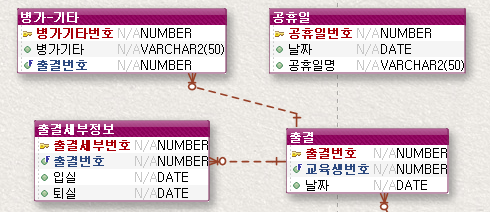 병가-기타
병가기타번호 N/A NUMBER
병가기타 N/A VARCHAR2(50)
출결번호 N/A NUMBER
공휴일
공휴일번호 N/A NUMBER
날짜 N/A DATE
공휴일명 N/A VARCHAR2(50)
출결세부정보
출결세부번호 N/A NUMBER
출결번호 N/A NUMBER
입실 N/A DATE
퇴실 N/A DATE
출결
출결번호 N/A NUMBER
교육생번호 N/A NUMBER
날짜 N/A DATE